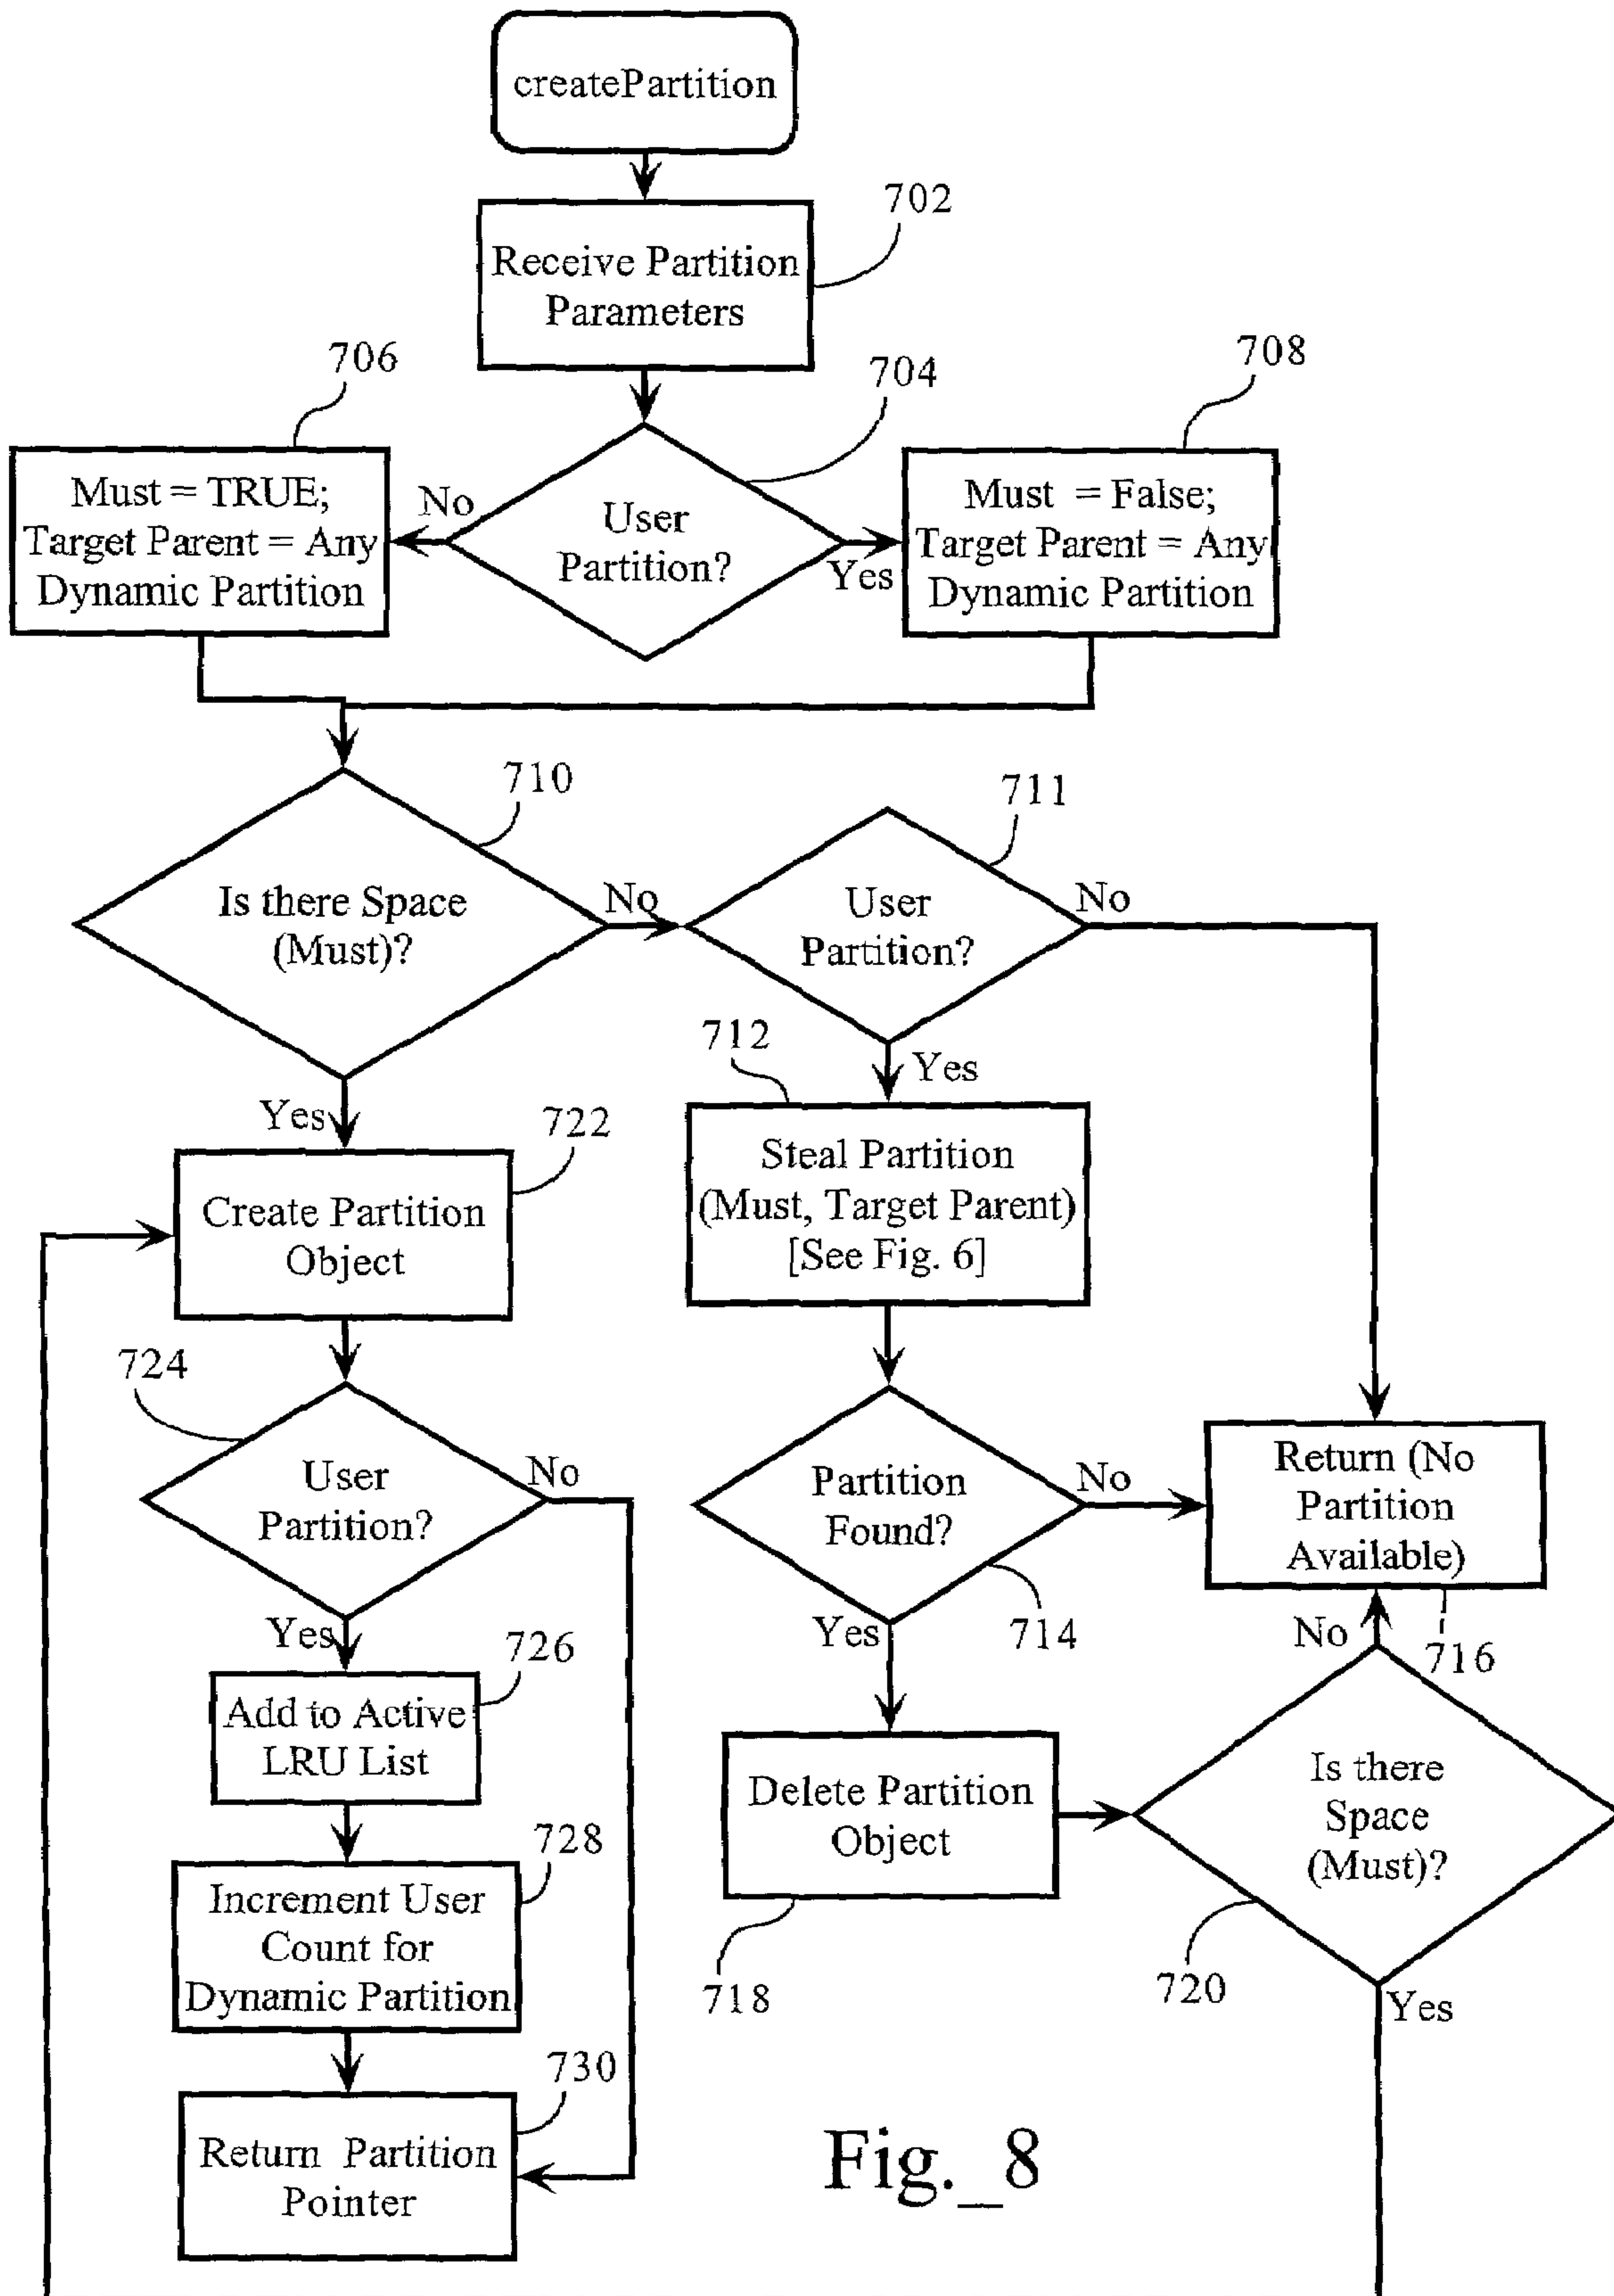 createPartition
702
Receive Partition
Parameters
706
704
708
Must = TRUE;
Target Parent = Any
Dynamic Partition
No
User
Partition?
Yes
Must = False;
Target Parent = Any
Dynamic Partition
710
711
Is there Space
(Must)?
No
User
Partition?
No
Yes
712
Yes
722
Create Partition
Object
Steal Partition
(Must, Target Parent)
[See Fig. 6]
724
User
Partition?
No
Partition
Found?
No
Return (No
Partition
Available)
Yes
726
Yes
714
No
716
Add to Active
LRU List
Delete Partition
Object
Is there
Space
(Must)?
728
Increment User
Count for
Dynamic Partition
718
720
Yes
730
Return Partition
Pointer
Fig._8